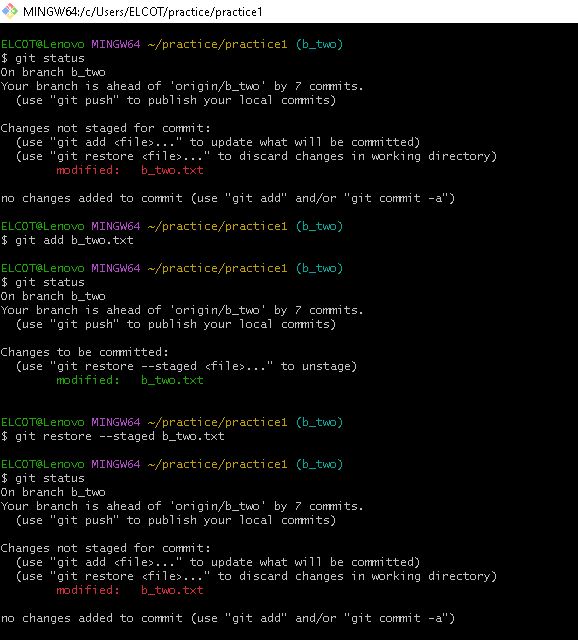 MINGW64:/c/Users/ELCOT/practice/practice1
ELCOT@Lenovo MINGW64 ~/practice/practice1 (b_two)
$ git status
On branch b_two
Your branch is ahead of 'origin/b_two' by 7 commits.
  (use "git push" to publish your local commits)

Changes not staged for commit:
  (use "git add <file>..." to update what will be committed)
  (use "git restore <file>..." to discard changes in working directory)
        modified:   b_two.txt

no changes added to commit (use "git add" and/or "git commit -a")

ELCOT@Lenovo MINGW64 ~/practice/practice1 (b_two)
$ git add b_two.txt

ELCOT@Lenovo MINGW64 ~/practice/practice1 (b_two)
$ git status
On branch b_two
Your branch is ahead of 'origin/b_two' by 7 commits.
  (use "git push" to publish your local commits)

Changes to be committed:
  (use "git restore --staged <file>..." to unstage)
        modified:   b_two.txt


ELCOT@Lenovo MINGW64 ~/practice/practice1 (b_two)
$ git restore --staged b_two.txt

ELCOT@Lenovo MINGW64 ~/practice/practice1 (b_two)
$ git status
On branch b_two
Your branch is ahead of 'origin/b_two' by 7 commits.
  (use "git push" to publish your local commits)

Changes not staged for commit:
  (use "git add <file>..." to update what will be committed)
  (use "git restore <file>..." to discard changes in working directory)
        modified:   b_two.txt

no changes added to commit (use "git add" and/or "git commit -a")